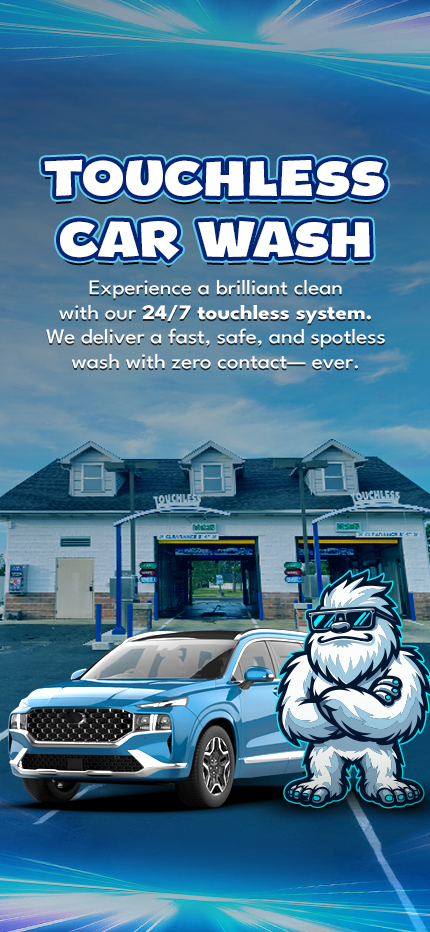 TOUCHLESS
CAR WASH
Experience a brilliant clean
with our 24/7 touchless system.
We deliver a fast, safe, and spotless
wash with zero contact— ever.
TOUCHLESS
TOUCHLESS